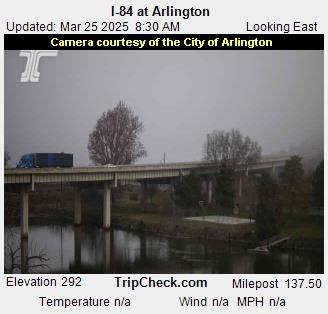 I-84 at Arlington
Updated: Mar 25 2025 8:30 AM Looking East
Camera courtesy of the City of Arlington
Elevation 292 TripCheck.com Milepost 137.50
Temperature n/a Wind n/a MPH n/a